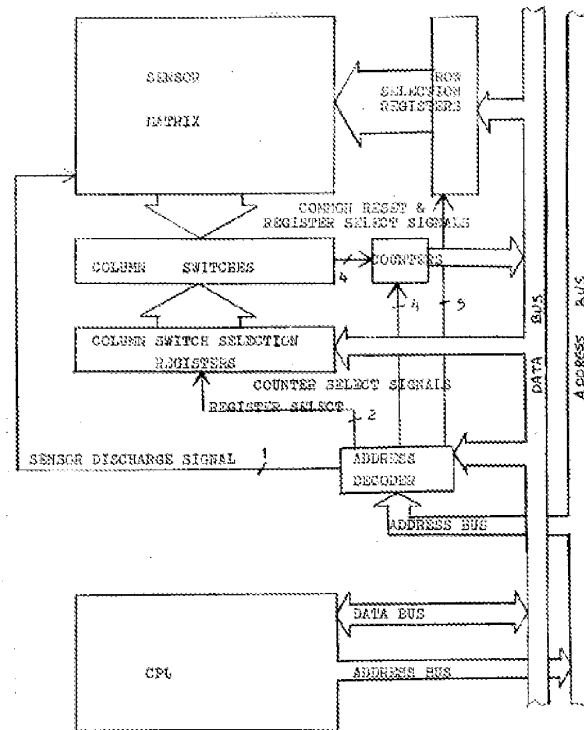 SENSOR
MATRIX
ROW
SELECTION
REGISTERS
COMMON RESET &
REGISTER SELECT SIGNALS
COLUMN SWITCHES
4
COUNTERS
4
5
COLUMN SWITCH SELECTION
REGISTERS
COUNTER SELECT SIGNALS
REGISTER SELECT
2
SENSOR DISCHARGE SIGNAL
1
ADDRESS
DECODER
ADDRESS BUS
DATA BUS
ADDRESS BUS
DATA BUS
CPU
ADDRESS BUS